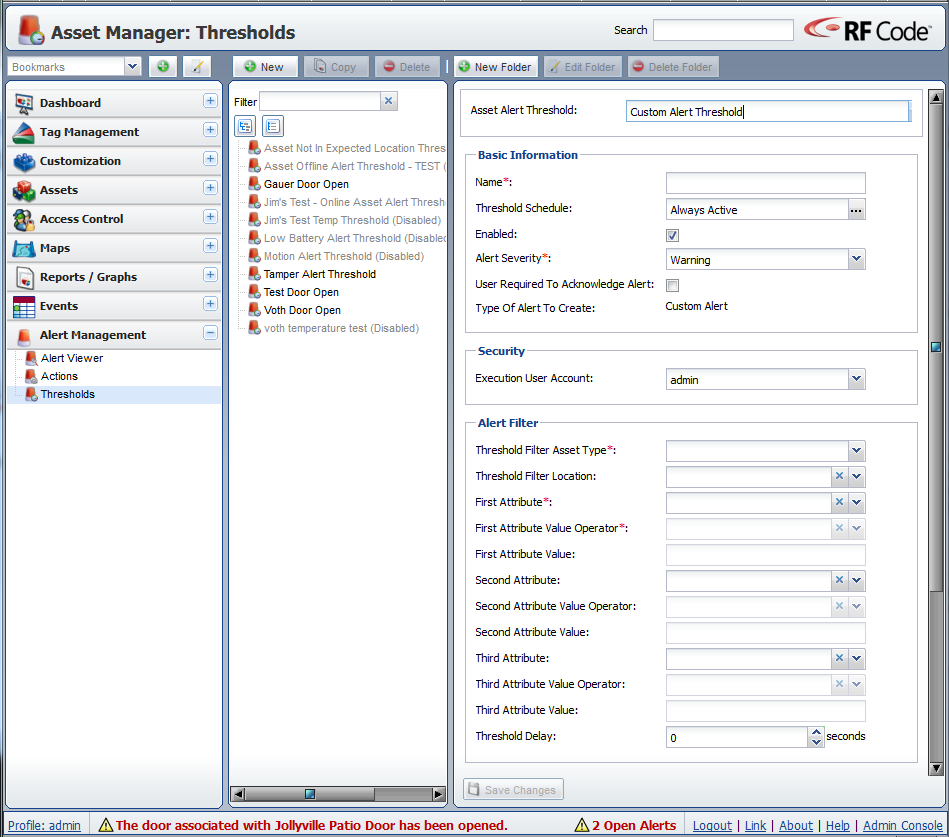 Asset Manager: Thresholds
Search
RF Code™
Bookmarks
New
Copy
Delete
New Folder
Edit Folder
Delete Folder
Dashboard
Tag Management
Customization
Assets
Access Control
Maps
Reports / Graphs
Events
Alert Management
Alert Viewer
Actions
Thresholds
Filter
Asset Not In Expected Location Thres
Asset Offline Alert Threshold - TEST (
Gauer Door Open
Jim's Test - Online Asset Alert Thresh
Jim's Test Temp Threshold (Disabled)
Low Battery Alert Threshold (Disabled
Motion Alert Threshold (Disabled)
Tamper Alert Threshold
Test Door Open
Voth Door Open
voth temperature test (Disabled)
Asset Alert Threshold: Custom Alert Threshold
Basic Information
Name*:
Threshold Schedule: Always Active ...
Enabled:
Alert Severity*: Warning
User Required To Acknowledge Alert:
Type Of Alert To Create: Custom Alert
Security
Execution User Account: admin
Alert Filter
Threshold Filter Asset Type*:
Threshold Filter Location:
First Attribute*:
First Attribute Value Operator*:
First Attribute Value:
Second Attribute:
Second Attribute Value Operator:
Second Attribute Value:
Third Attribute:
Third Attribute Value Operator:
Third Attribute Value:
Threshold Delay: 0 seconds
Save Changes
Profile: admin
The door associated with Jollyville Patio Door has been opened.
2 Open Alerts
Logout | Link | About | Help | Admin Console